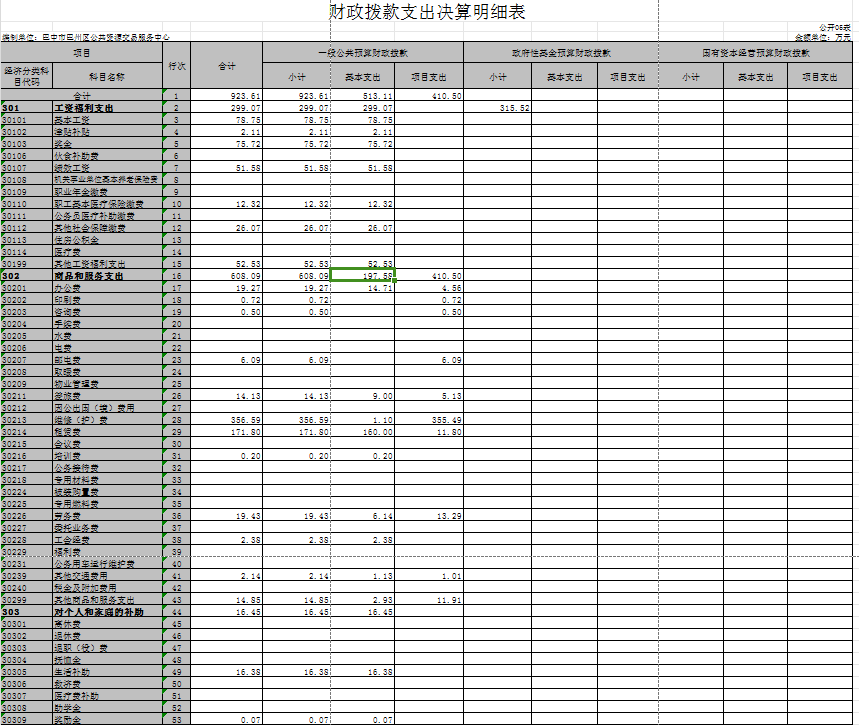 财政拨款支出决算明细表
公开05表
编制单位：巴中市巴州区公共资源交易服务中心 金额单位：万元
项目 行次 合计 一般公共预算财政拨款 政府性基金预算财政拨款 国有资本经营预算财政拨款
经济分类科目代码 科目名称 小计 基本支出 项目支出 小计 基本支出 项目支出 小计 基本支出 项目支出
合计 1 923.61 923.61 513.11 410.50
301 工资福利支出 2 299.07 299.07 299.07 315.52
30101 基本工资 3 78.75 78.75 78.75
30102 津贴补贴 4 2.11 2.11 2.11
30103 奖金 5 75.72 75.72 75.72
30106 伙食补助费 6
30107 绩效工资 7 51.58 51.58 51.58
30108 机关事业单位基本养老保险费 8
30109 职业年金缴费 9
30110 职工基本医疗保险缴费 10 12.32 12.32 12.32
30111 公务员医疗补助缴费 11
30112 其他社会保障缴费 12 26.07 26.07 26.07
30113 住房公积金 13
30114 医疗费 14
30199 其他工资福利支出 15 52.53 52.53 52.53
302 商品和服务支出 16 608.09 608.09 197.58 410.50
30201 办公费 17 19.27 19.27 14.71 4.56
30202 印刷费 18 0.72 0.72 0.72
30203 咨询费 19 0.50 0.50 0.50
30204 手续费 20
30205 水费 21
30206 电费 22
30207 邮电费 23 6.09 6.09 6.09
30208 取暖费 24
30209 物业管理费 25
30211 差旅费 26 14.13 14.13 9.00 5.13
30212 因公出国（境）费用 27
30213 维修（护）费 28 356.59 356.59 1.10 355.49
30214 租赁费 29 171.80 171.80 160.00 11.80
30215 会议费 30
30216 培训费 31 0.20 0.20 0.20
30217 公务接待费 32
30218 专用材料费 33
30224 被装购置费 34
30225 专用燃料费 35
30226 劳务费 36 19.43 19.43 6.14 13.29
30227 委托业务费 37
30228 工会经费 38 2.38 2.38 2.38
30229 福利费 39
30231 公务用车运行维护费 40
30239 其他交通费用 41 2.14 2.14 1.13 1.01
30240 税金及附加费用 42
30299 其他商品和服务支出 43 14.85 14.85 2.93 11.91
303 对个人和家庭的补助 44 16.45 16.45 16.45
30301 离休费 45
30302 退休费 46
30303 退职（役）费 47
30304 抚恤金 48
30305 生活补助 49 16.38 16.38 16.38
30306 救济费 50
30307 医疗费补助 51
30308 助学金 52
30309 奖励金 53 0.07 0.07 0.07